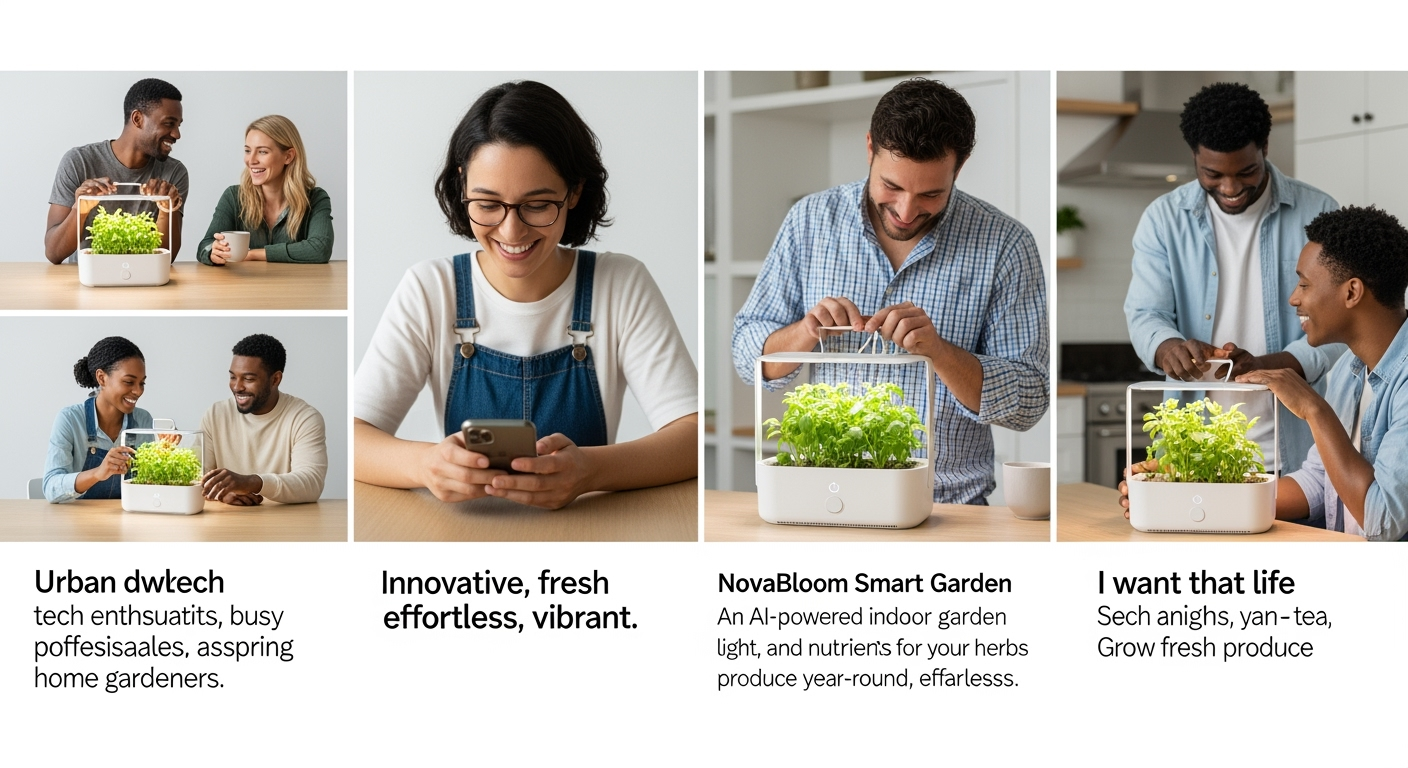 Urban dwŁech
tech enthsuatits, busy
poffesisaales, asspring
home gardeners.
Innovative, fresh
effortless, vibrant.
NovaBloom Smart Garden
An AI-powered indoor garden
light, and nutrients for your herbs
produce year-round, effarlesss.
I want that life
Sech anighs, yan-tea,
Grow fresh produce